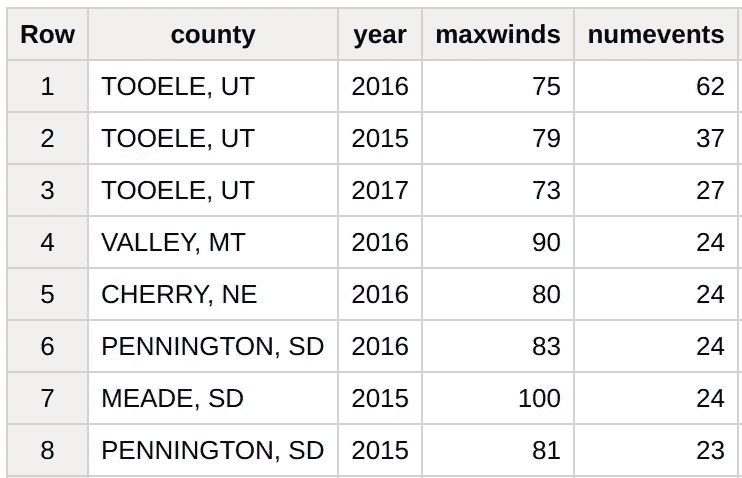 Row county year maxwinds numevents
1 TOOELE, UT 2016 75 62
2 TOOELE, UT 2015 79 37
3 TOOELE, UT 2017 73 27
4 VALLEY, MT 2016 90 24
5 CHERRY, NE 2016 80 24
6 PENNINGTON, SD 2016 83 24
7 MEADE, SD 2015 100 24
8 PENNINGTON, SD 2015 81 23